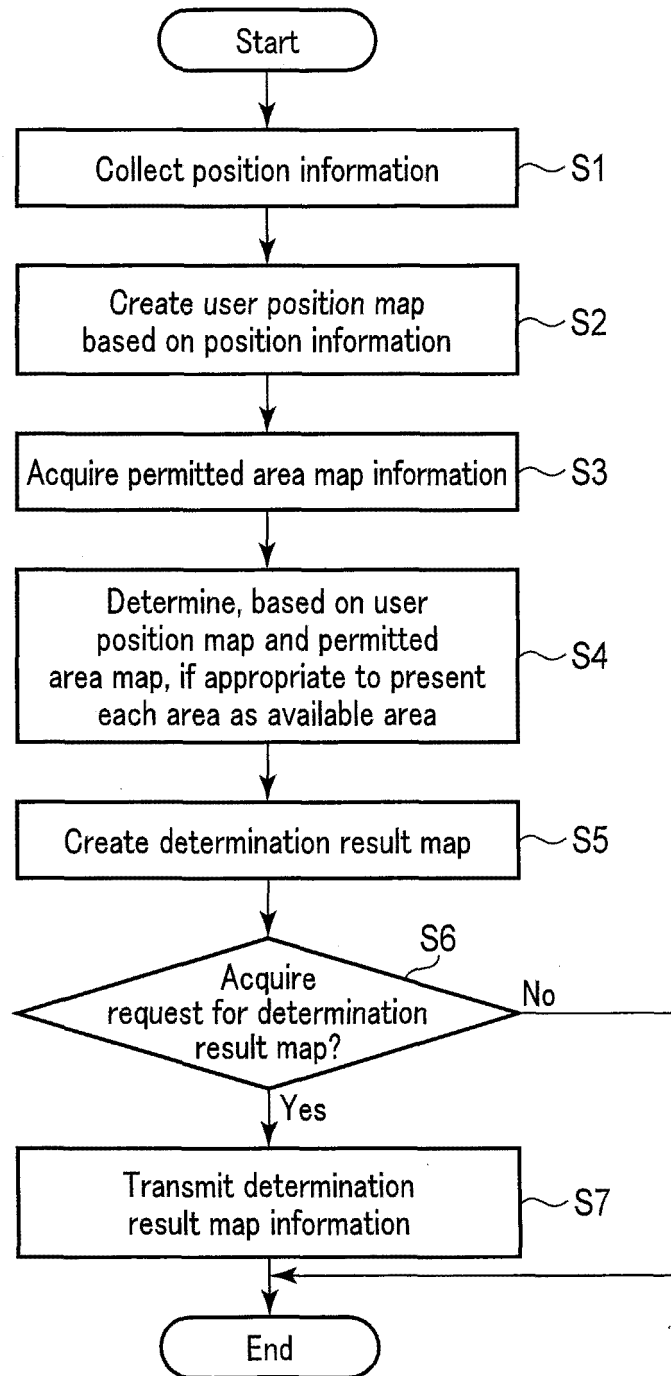 Start
Collect position information
S1
Create user position map
based on position information
S2
Acquire permitted area map information
S3
Determine, based on user
position map and permitted
area map, if appropriate to present
each area as available area
S4
Create determination result map
S5
S6
Acquire
request for determination
result map?
No
Yes
Transmit determination
result map information
S7
End